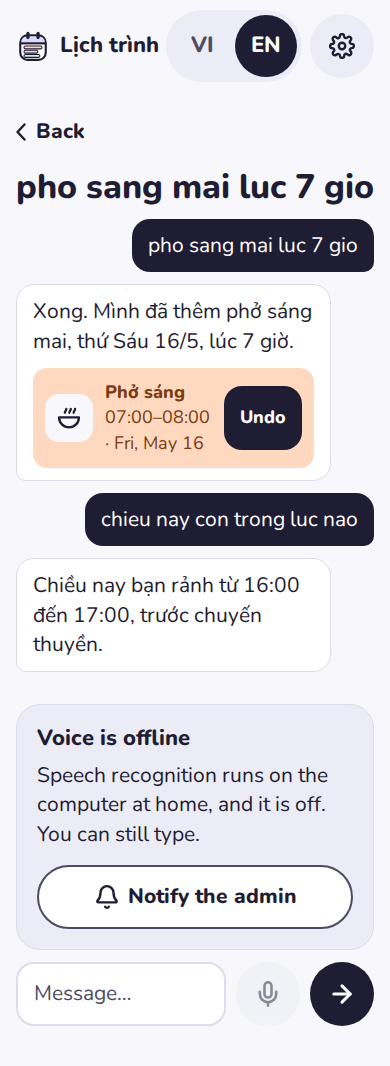 Lịch trình
VI
EN
Back
pho sang mai luc 7 gio
pho sang mai luc 7 gio
Xong. Mình đã thêm phở sáng
mai, thứ Sáu 16/5, lúc 7 giờ.
Phở sáng
07:00–08:00
· Fri, May 16
Undo
chieu nay con trong luc nao
Chiều nay bạn rảnh từ 16:00
đến 17:00, trước chuyến
thuyền.
Voice is offline
Speech recognition runs on the
computer at home, and it is off.
You can still type.
Notify the admin
Message...